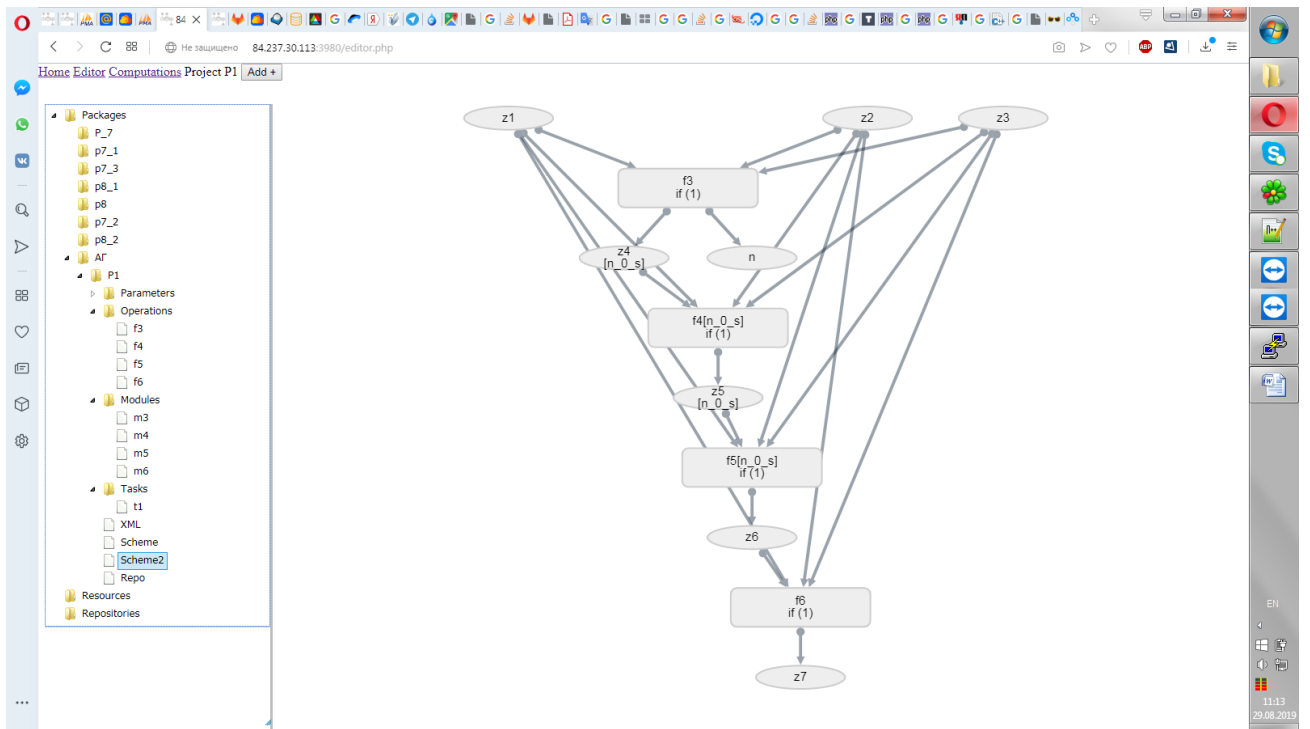 84
Не защищено 84.237.30.113:3980/editor.php
ABP
Home Editor Computations Project P1 Add +
Packages
P_7
p7_1
p7_3
p8_1
p8
p7_2
p8_2
АГ
P1
Parameters
Operations
f3
f4
f5
f6
Modules
m3
m4
m5
m6
Tasks
t1
XML
Scheme
Scheme2
Repo
Resources
Repositories
z1
z2
z3
f3
if (1)
z4
[n_0_s]
n
f4[n_0_s]
if (1)
z5
[n_0_s]
f5[n_0_s]
if (1)
z6
f6
if (1)
z7
EN
11:13
29.08.2019